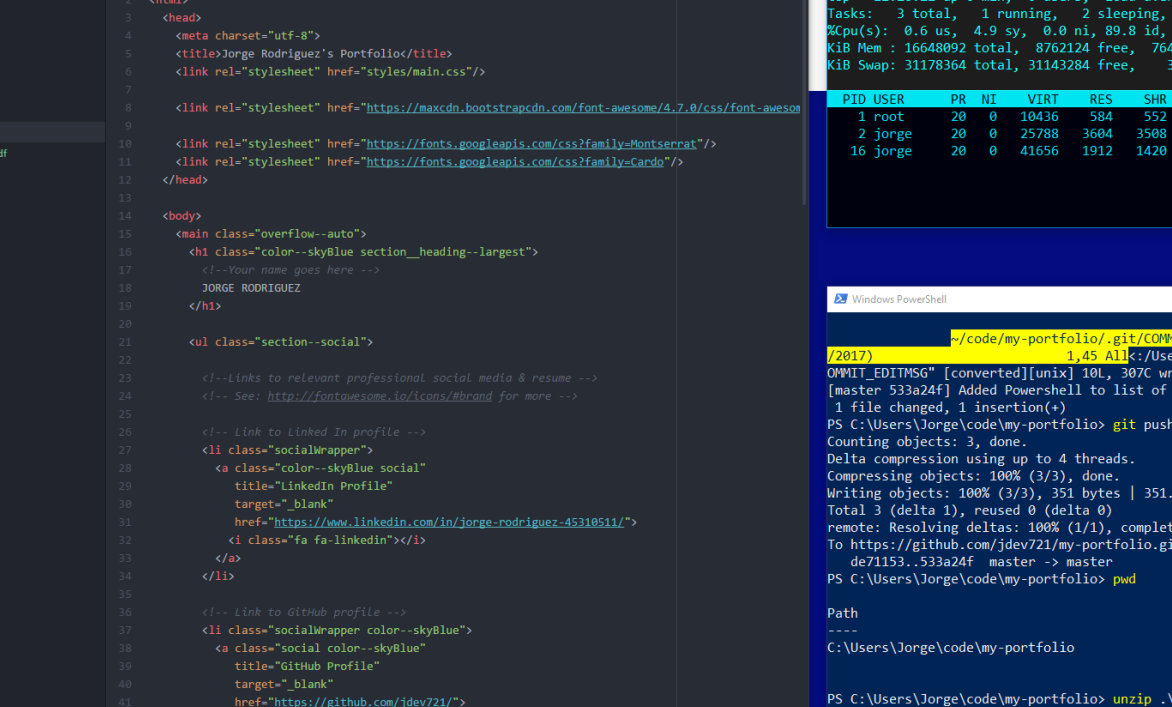 <html>
3 <head>
4 <meta charset="utf-8">
5 <title>Jorge Rodriguez's Portfolio</title>
6 <link rel="stylesheet" href="styles/main.css"/>
7
8 <link rel="stylesheet" href="https://maxcdn.bootstrapcdn.com/font-awesome/4.7.0/css/font-awesom
9
10 <link rel="stylesheet" href="https://fonts.googleapis.com/css?family=Montserrat"/>
11 <link rel="stylesheet" href="https://fonts.googleapis.com/css?family=Cardo"/>
12 </head>
13
14 <body>
15 <main class="overflow--auto">
16 <h1 class="color--skyBlue section__heading--largest">
17 <!--Your name goes here -->
18 JORGE RODRIGUEZ
19 </h1>
20
21 <ul class="section--social">
22
23 <!--Links to relevant professional social media & resume -->
24 <!-- See: http://fontawesome.io/icons/#brand for more -->
25
26 <!-- Link to Linked In profile -->
27 <li class="socialWrapper">
28 <a class="color--skyBlue social"
29 title="LinkedIn Profile"
30 target="_blank"
31 href="https://www.linkedin.com/in/jorge-rodriguez-45310511/">
32 <i class="fa fa-linkedin"></i>
33 </a>
34 </li>
35
36 <!-- Link to GitHub profile -->
37 <li class="socialWrapper color--skyBlue">
38 <a class="social color--skyBlue"
39 title="GitHub Profile"
40 target="_blank"
41 href="https://github.com/jdev721/">
df
Tasks: 3 total, 1 running, 2 sleeping,
%Cpu(s): 0.6 us, 4.9 sy, 0.0 ni, 89.8 id,
KiB Mem : 16648092 total, 8762124 free, 764
KiB Swap: 31178364 total, 31143284 free, 3
PID USER PR NI VIRT RES SHR
1 root 20 0 10436 584 552
2 jorge 20 0 25788 3604 3508
16 jorge 20 0 41656 1912 1420
Windows PowerShell
~/code/my-portfolio/.git/COMM
/2017) 1,45 All<:/Use
OMMIT_EDITMSG" [converted][unix] 10L, 307C wr
[master 533a24f] Added Powershell to list of
1 file changed, 1 insertion(+)
PS C:\Users\Jorge\code\my-portfolio> git push
Counting objects: 3, done.
Delta compression using up to 4 threads.
Compressing objects: 100% (3/3), done.
Writing objects: 100% (3/3), 351 bytes | 351.
Total 3 (delta 1), reused 0 (delta 0)
remote: Resolving deltas: 100% (1/1), complet
To https://github.com/jdev721/my-portfolio.gi
de71153..533a24f master -> master
PS C:\Users\Jorge\code\my-portfolio> pwd
Path
----
C:\Users\Jorge\code\my-portfolio
PS C:\Users\Jorge\code\my-portfolio> unzip .\